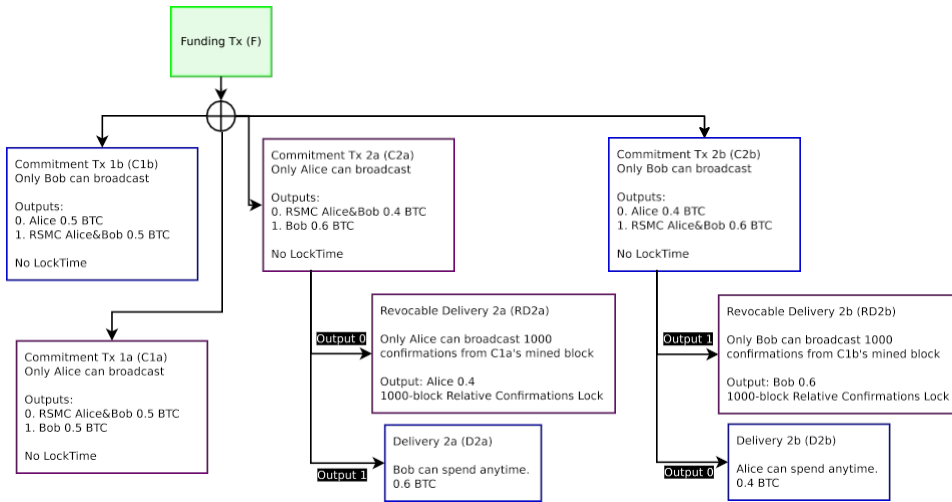 Funding Tx (F)
Commitment Tx 1b (C1b)
Only Bob can broadcast
Outputs:
0. Alice 0.5 BTC
1. RSMC Alice&Bob 0.5 BTC
No LockTime
Commitment Tx 2a (C2a)
Only Alice can broadcast
Outputs:
0. RSMC Alice&Bob 0.4 BTC
1. Bob 0.6 BTC
No LockTime
Commitment Tx 2b (C2b)
Only Bob can broadcast
Outputs:
0. Alice 0.4 BTC
1. RSMC Alice&Bob 0.6 BTC
No LockTime
Commitment Tx 1a (C1a)
Only Alice can broadcast
Outputs:
0. RSMC Alice&Bob 0.5 BTC
1. Bob 0.5 BTC
No LockTime
Output 0
Revocable Delivery 2a (RD2a)
Only Alice can broadcast 1000
confirmations from C1a's mined block
Output: Alice 0.4
1000-block Relative Confirmations Lock
Output 1
Delivery 2a (D2a)
Bob can spend anytime.
0.6 BTC
Output 1
Revocable Delivery 2b (RD2b)
Only Bob can broadcast 1000
confirmations from C1b's mined block
Output: Bob 0.6
1000-block Relative Confirmations Lock
Output 0
Delivery 2b (D2b)
Alice can spend anytime.
0.4 BTC